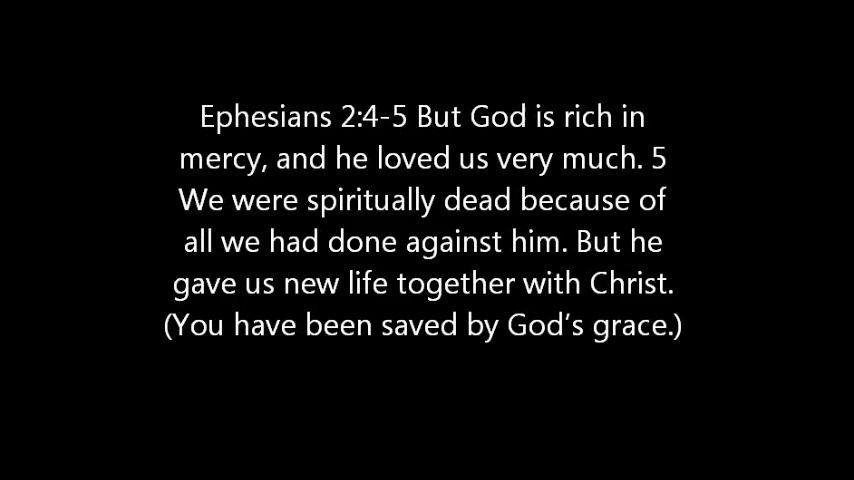 Ephesians 2:4-5 But God is rich in
mercy, and he loved us very much. 5
We were spiritually dead because of
all we had done against him. But he
gave us new life together with Christ.
(You have been saved by God’s grace.)